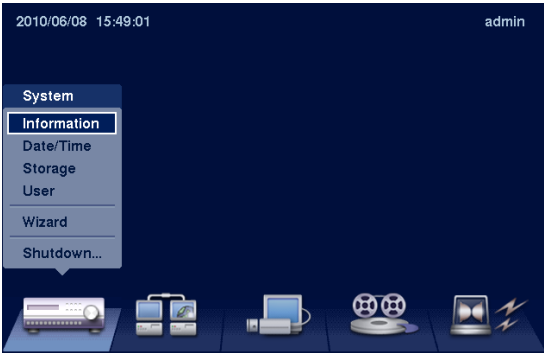 2010/06/08 15:49:01
admin
System
Information
Date/Time
Storage
User
Wizard
Shutdown...